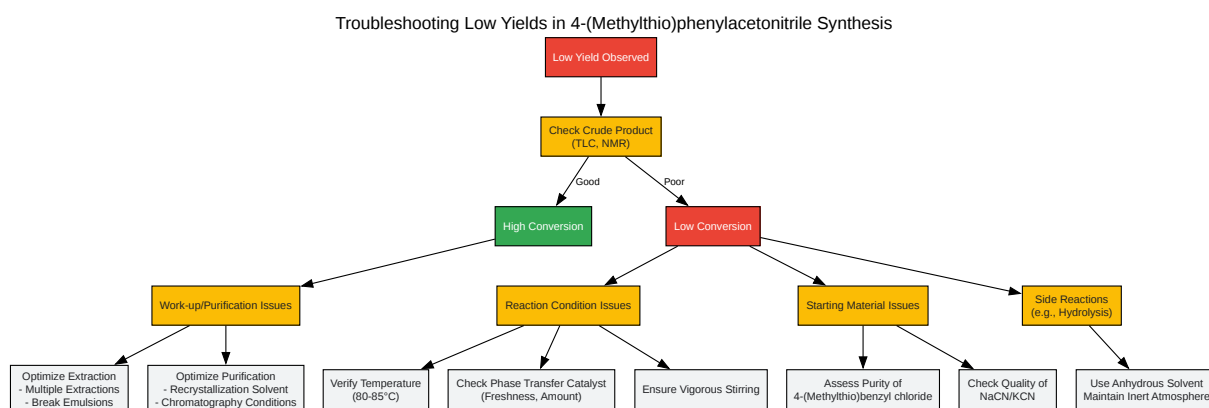 Troubleshooting Low Yields in 4-(Methylthio)phenylacetonitrile Synthesis
Low Yield Observed
Check Crude Product
(TLC, NMR)
Good
Poor
High Conversion
Low Conversion
Work-up/Purification Issues
Reaction Condition Issues
Starting Material Issues
Side Reactions
(e.g., Hydrolysis)
Optimize Extraction
- Multiple Extractions
- Break Emulsions
Optimize Purification
- Recrystallization Solvent
- Chromatography Conditions
Verify Temperature
(80-85°C)
Check Phase Transfer Catalyst
(Freshness, Amount)
Ensure Vigorous Stirring
Assess Purity of
4-(Methylthio)benzyl chloride
Check Quality of
NaCN/KCN
Use Anhydrous Solvent
Maintain Inert Atmosphere